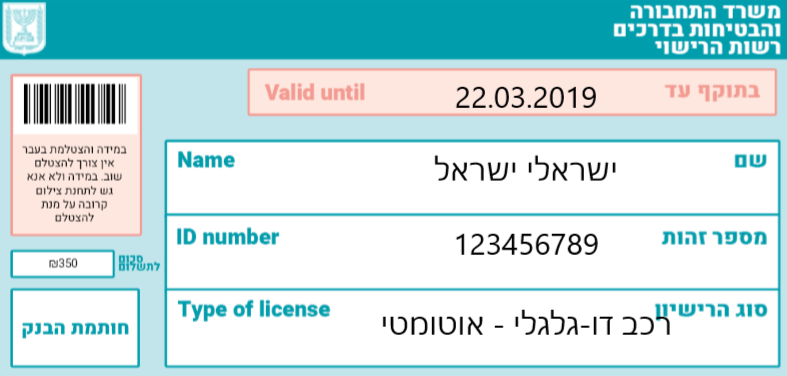 משרד התחבורה
והבטיחות בדרכים
רשות הרישוי
בתוקף עד 22.03.2019 Valid until
שם ישראלי ישראל Name
מספר זהות 123456789 ID number
סוג הרישיון רכב דו-גלגלי - אוטומטי Type of license
במידה והצטלמת בעבר
אין צורך להצטלם
שוב. במידה ולא אנא
גש לתחנת צילום
קרובה על מנת
להצטלם
סכום
לתשלום
₪350
חותמת הבנק